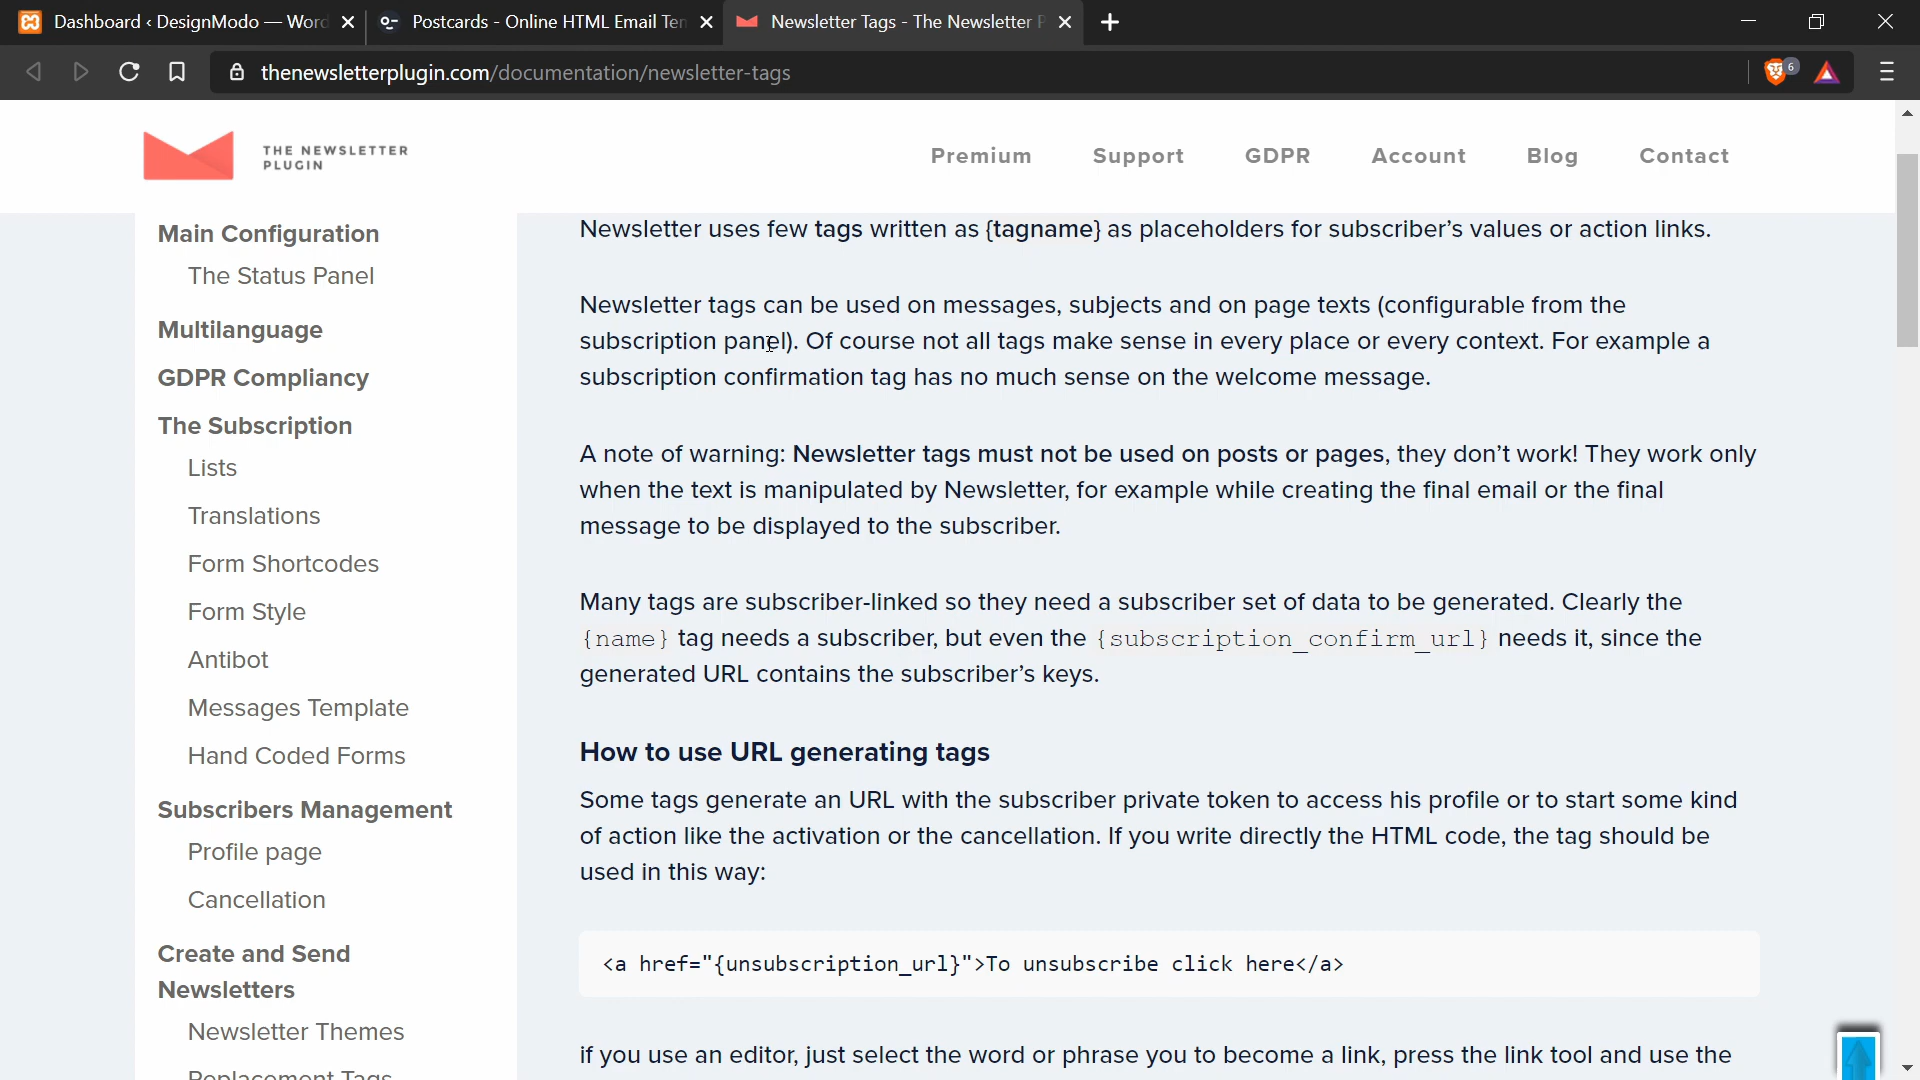 Dashboard ‹ DesignModo — Word
Postcards - Online HTML Email Tem
Newsletter Tags - The Newsletter P
thenewsletterplugin.com/documentation/newsletter-tags
6
THE NEWSLETTER
PLUGIN
Premium
Support
GDPR
Account
Blog
Contact
Main Configuration
The Status Panel
Multilanguage
GDPR Compliancy
The Subscription
Lists
Translations
Form Shortcodes
Form Style
Antibot
Messages Template
Hand Coded Forms
Subscribers Management
Profile page
Cancellation
Create and Send
Newsletters
Newsletter Themes
Replacement Tags
Newsletter uses few tags written as {tagname} as placeholders for subscriber’s values or action links.
Newsletter tags can be used on messages, subjects and on page texts (configurable from the
subscription panel). Of course not all tags make sense in every place or every context. For example a
subscription confirmation tag has no much sense on the welcome message.
A note of warning: Newsletter tags must not be used on posts or pages, they don’t work! They work only
when the text is manipulated by Newsletter, for example while creating the final email or the final
message to be displayed to the subscriber.
Many tags are subscriber-linked so they need a subscriber set of data to be generated. Clearly the
{name} tag needs a subscriber, but even the {subscription_confirm_url} needs it, since the
generated URL contains the subscriber’s keys.
How to use URL generating tags
Some tags generate an URL with the subscriber private token to access his profile or to start some kind
of action like the activation or the cancellation. If you write directly the HTML code, the tag should be
used in this way:
<a href="{unsubscription_url}">To unsubscribe click here</a>
if you use an editor, just select the word or phrase you to become a link, press the link tool and use the